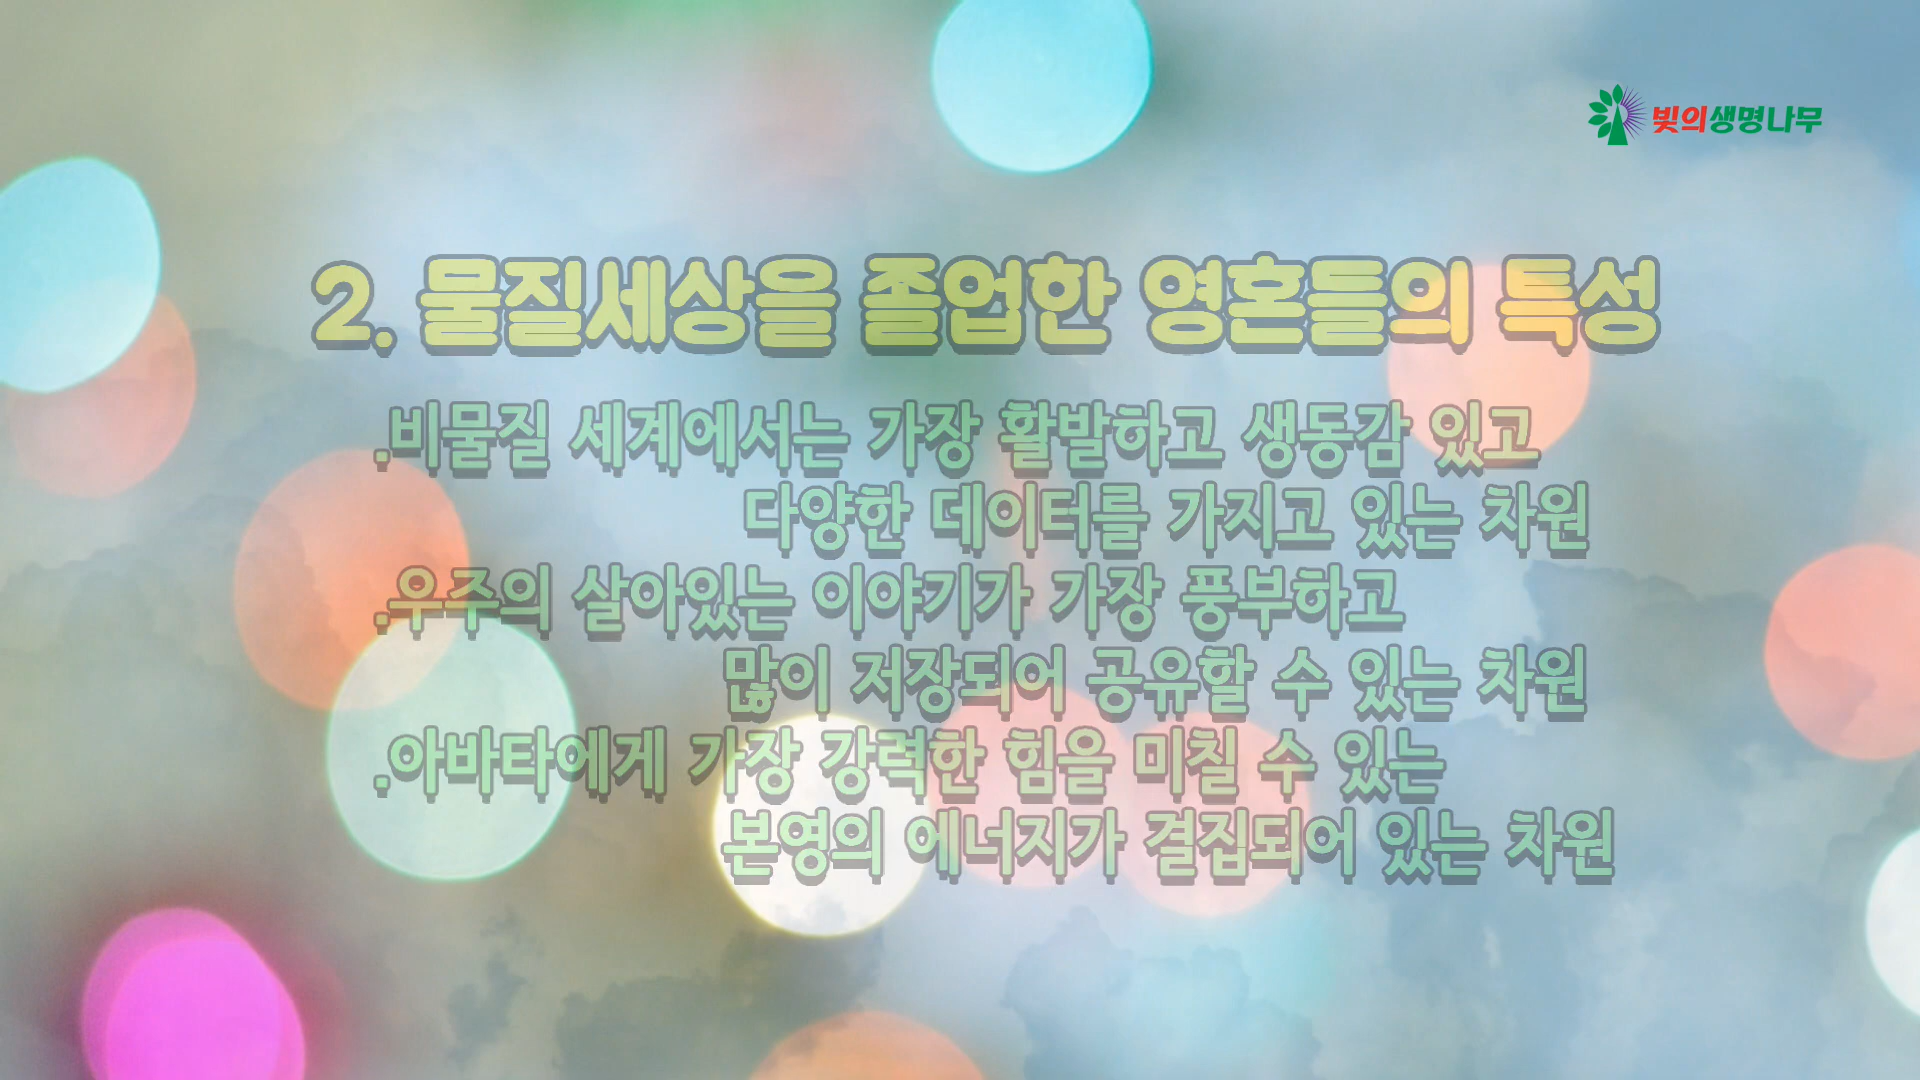 빛의생명나무
2. 물질세상을 졸업한 영혼들의 특성
.비물질 세계에서는 가장 활발하고 생동감 있고
다양한 데이터를 가지고 있는 차원
.우주의 살아있는 이야기가 가장 풍부하고
많이 저장되어 공유할 수 있는 차원
.아바타에게 가장 강력한 힘을 미칠 수 있는
본영의 에너지가 결집되어 있는 차원